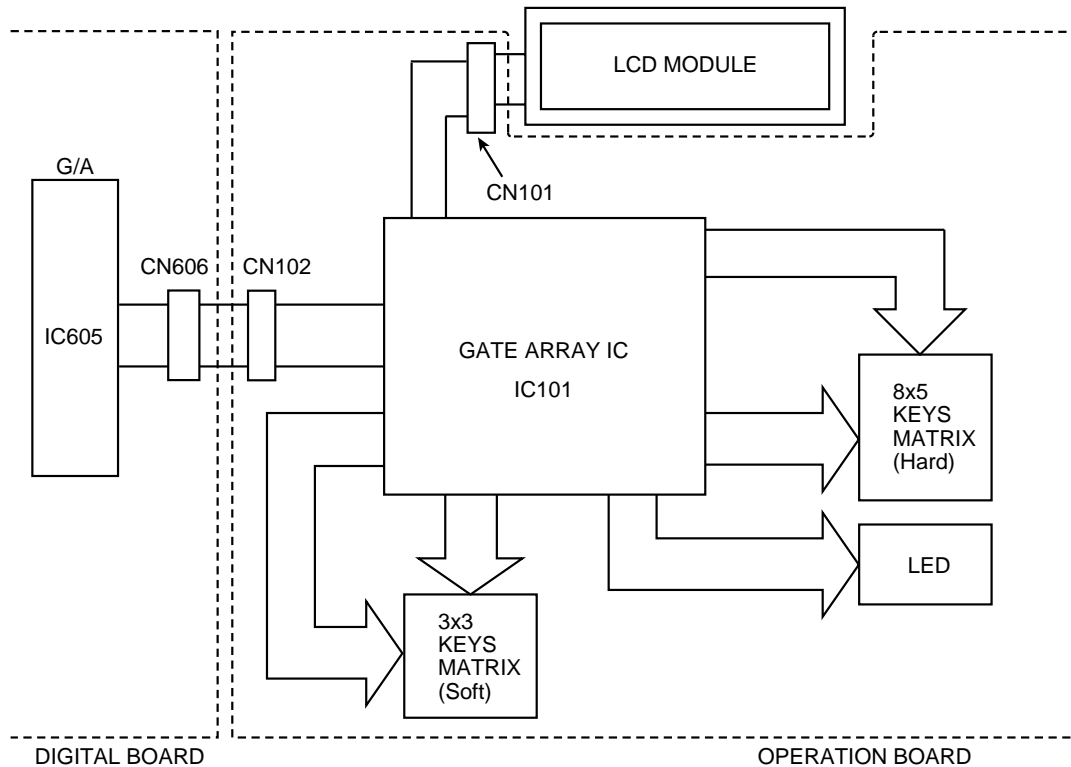 LCD MODULE
G/A
CN101
CN606
CN102
IC605
GATE ARRAY IC
IC101
8x5
KEYS
MATRIX
(Hard)
LED
3x3
KEYS
MATRIX
(Soft)
DIGITAL BOARD
OPERATION BOARD